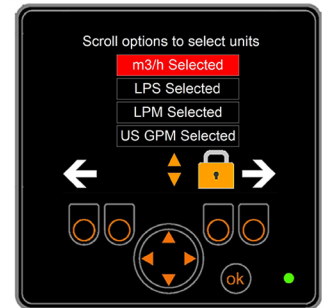 Scroll options to select units
m3/h Selected
LPS Selected
LPM Selected
US GPM Selected
ok